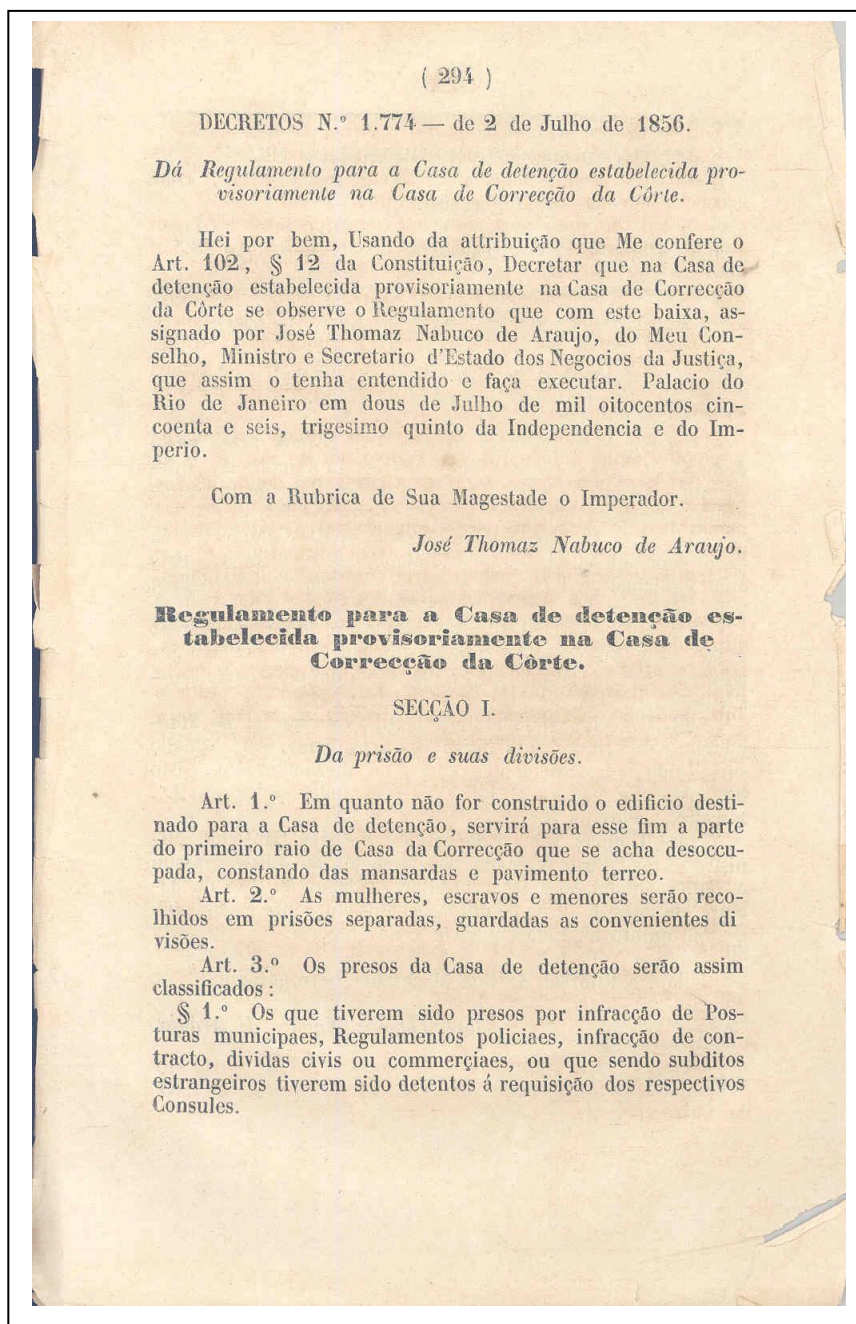 ( 294 )
DECRETOS N.º 1.774 — de 2 de Julho de 1856.
Dá Regulamento para a Casa de detenção estabelecida pro-
visoriamente na Casa de Correcção da Côrte.
Hei por bem, Usando da attribuição que Me confere o
Art. 102, § 12 da Constituição, Decretar que na Casa de
detenção estabelecida provisoriamente na Casa de Correcção
da Côrte se observe o Regulamento que com este baixa, as-
signado por José Thomaz Nabuco de Araujo, do Meu Con-
selho, Ministro e Secretario d'Estado dos Negocios da Justiça,
que assim o tenha entendido e faça executar. Palacio do
Rio de Janeiro em dous de Julho de mil oitocentos cin-
coenta e seis, trigesimo quinto da Independencia e do Im-
perio.
Com a Rubrica de Sua Magestade o Imperador.
José Thomaz Nabuco de Araujo.
Regulamento para a Casa de detenção es-
tabelecida provisoriamente na Casa de
Correcção da Côrte.
SECÇÃO I.
Da prisão e suas divisões.
Art. 1.º Em quanto não for construido o edificio desti-
nado para a Casa de detenção, servirá para esse fim a parte
do primeiro raio de Casa da Correcção que se acha desoccu-
pada, constando das mansardas e pavimento terreo.
Art. 2.º As mulheres, escravos e menores serão reco-
lhidos em prisões separadas, guardadas as convenientes di
visões.
Art. 3.º Os presos da Casa de detenção serão assim
classificados :
§ 1.º Os que tiverem sido presos por infracção de Pos-
turas municipaes, Regulamentos policiaes, infracção de con-
tracto, dividas civis ou commerçiaes, ou que sendo subditos
estrangeiros tiverem sido detentos á requisição dos respectivos
Consules.